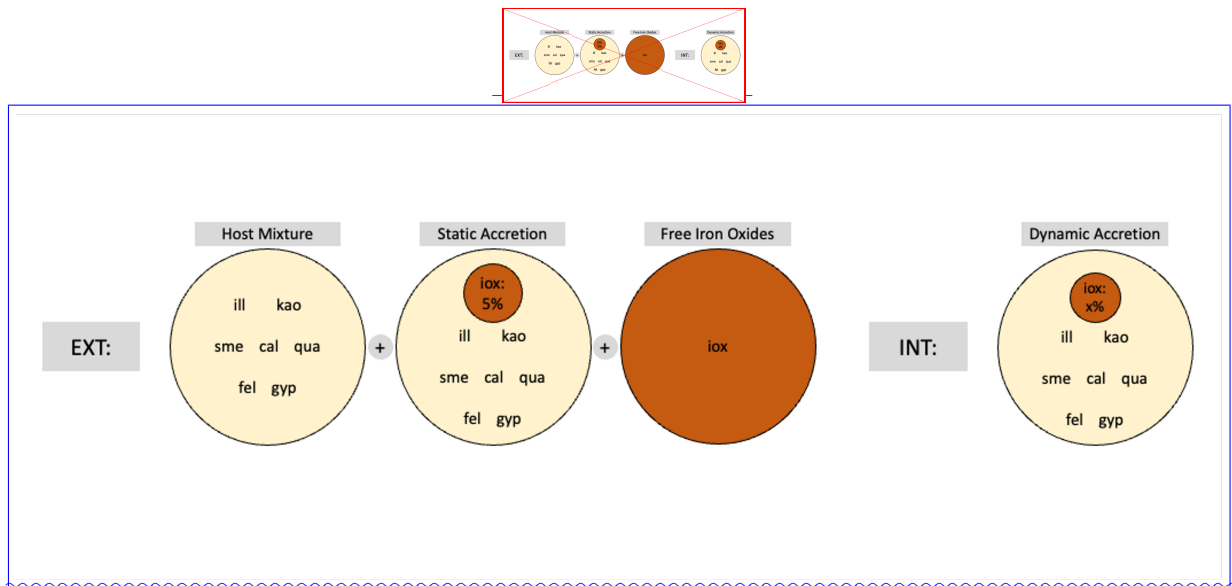 Host Mixture
Static Accretion
Free Iron Oxides
Dynamic Accretion
EXT:
ill kao
sme cal qua
fel gyp
+
iox:
5%
ill kao
sme cal qua
fel gyp
+
iox
INT:
iox:
x%
ill kao
sme cal qua
fel gyp